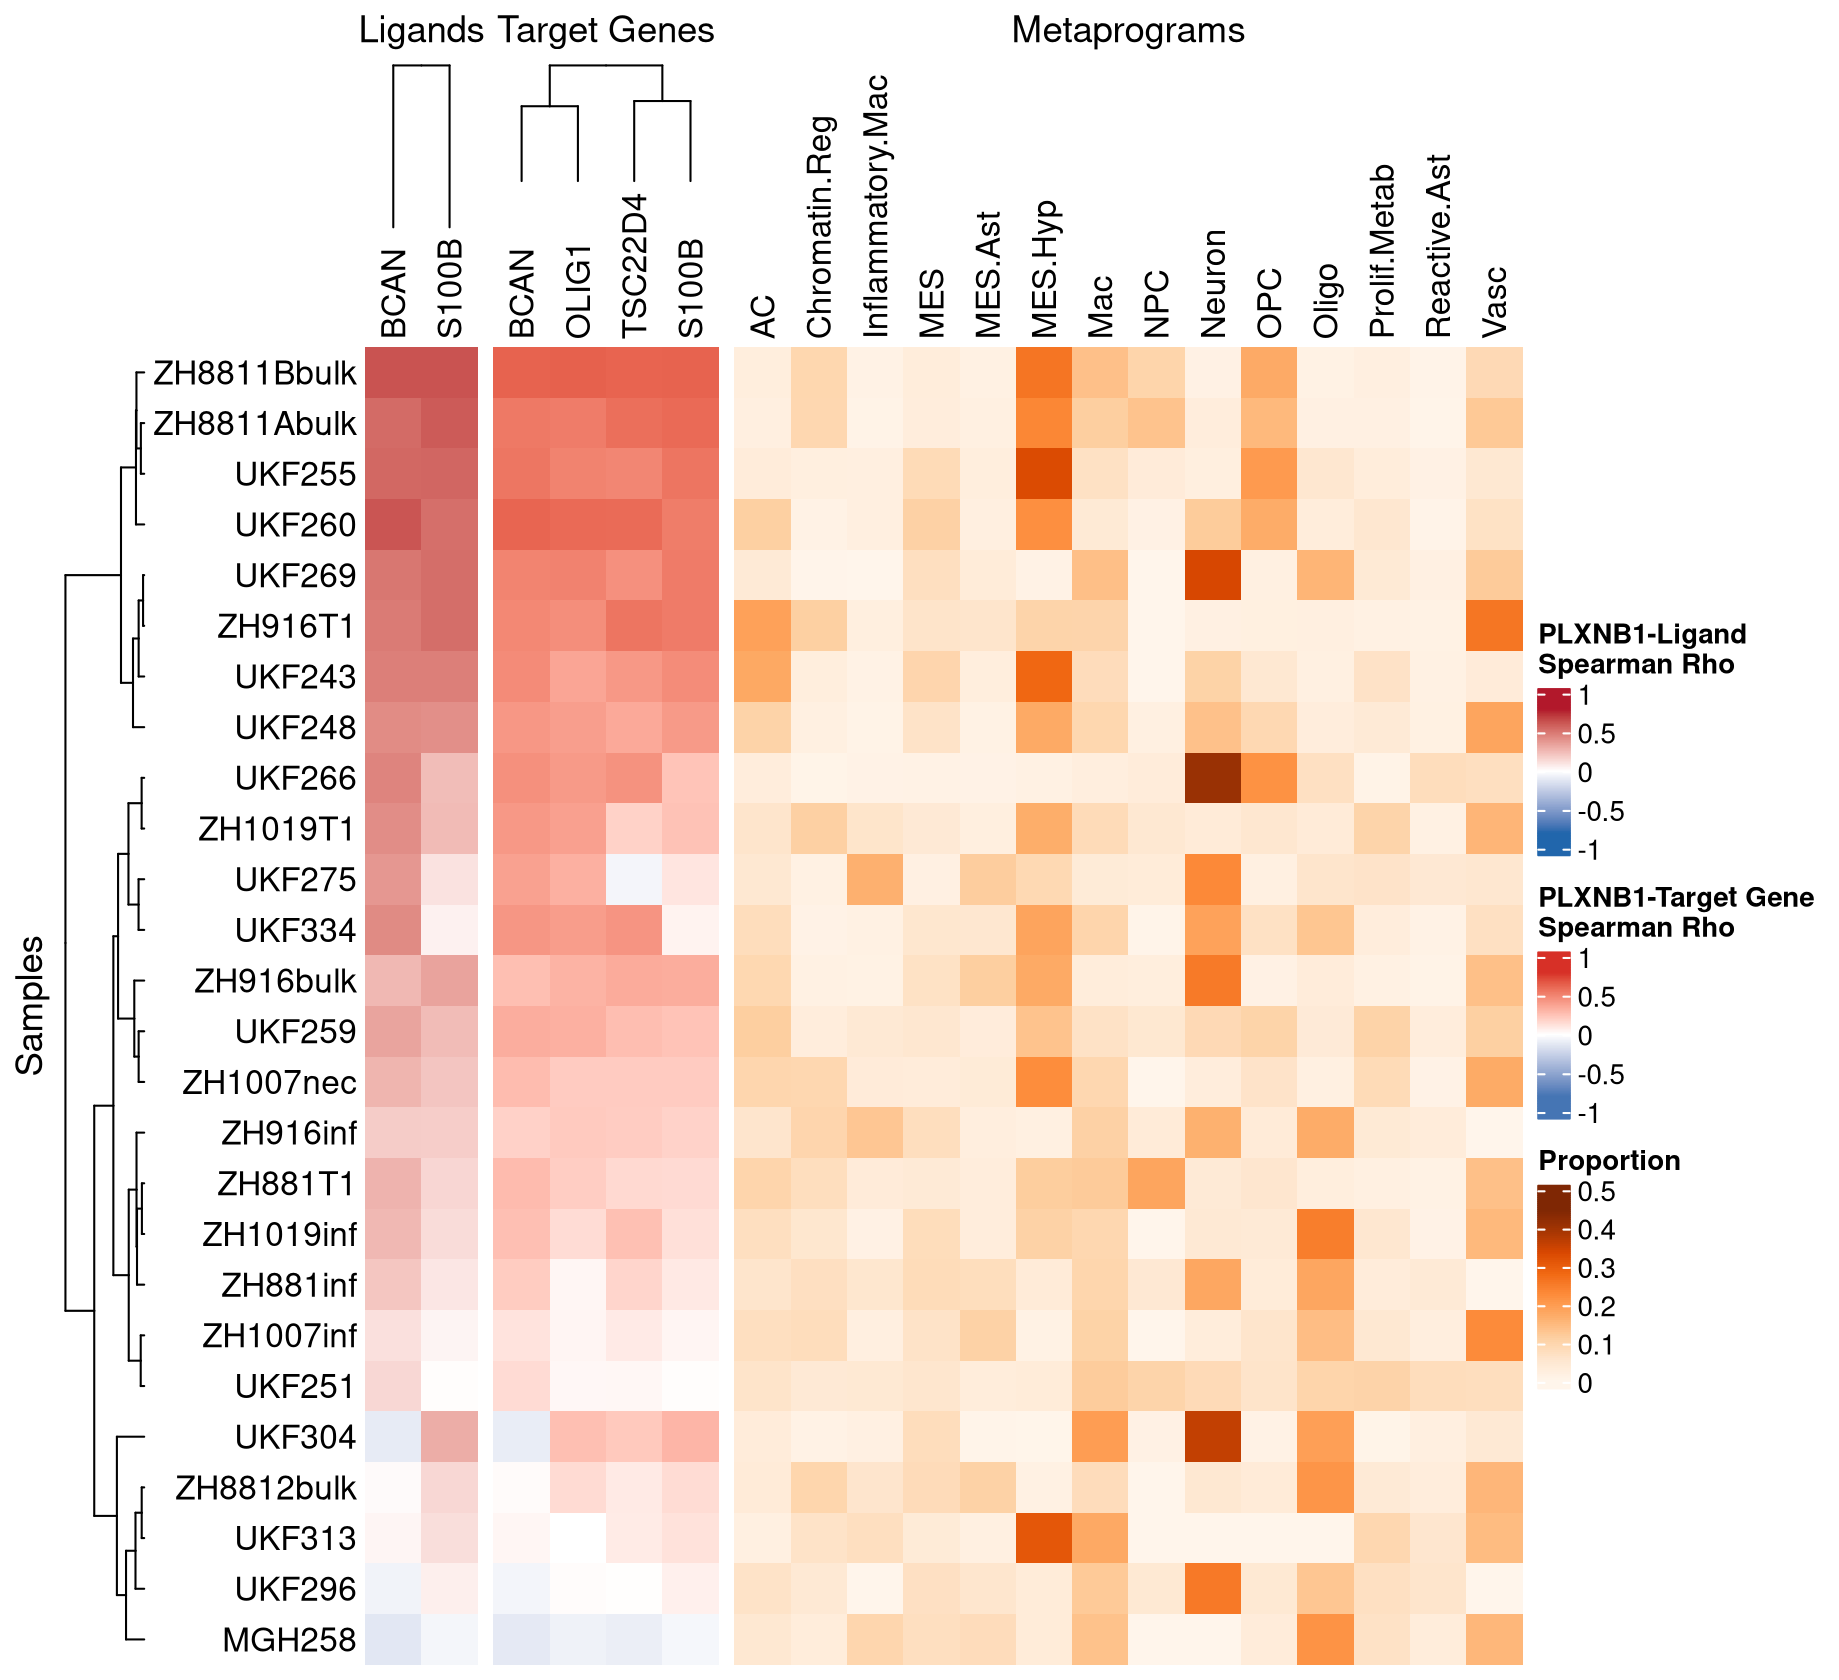 Ligands Target Genes Metaprograms
BCAN S100B BCAN OLIG1 TSC22D4 S100B AC Chromatin.Reg Inflammatory.Mac MES MES.Ast MES.Hyp Mac NPC Neuron OPC Oligo Prolif.Metab Reactive.Ast Vasc
Samples
ZH8811Bbulk
ZH8811Abulk
UKF255
UKF260
UKF269
ZH916T1
UKF243
UKF248
UKF266
ZH1019T1
UKF275
UKF334
ZH916bulk
UKF259
ZH1007nec
ZH916inf
ZH881T1
ZH1019inf
ZH881inf
ZH1007inf
UKF251
UKF304
ZH8812bulk
UKF313
UKF296
MGH258
PLXNB1-Ligand
Spearman Rho
1
0.5
0
-0.5
-1
PLXNB1-Target Gene
Spearman Rho
1
0.5
0
-0.5
-1
Proportion
0.5
0.4
0.3
0.2
0.1
0